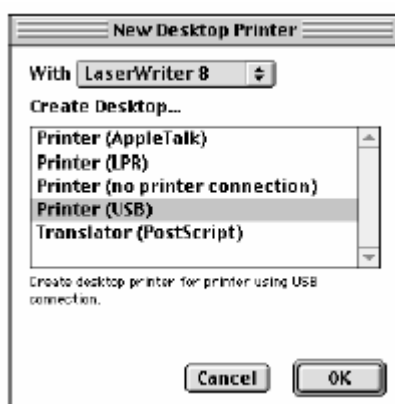 New Desktop Printer
With LaserWriter 8
Create Desktop...
Printer (AppleTalk)
Printer (LPR)
Printer (no printer connection)
Printer (USB)
Translator (PostScript)
Create desktop printer for printer using USB
connection.
Cancel OK